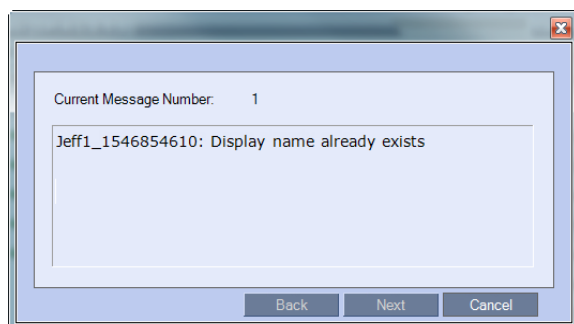 Current Message Number: 1
Jeff1_1546854610: Display name already exists
Back Next Cancel